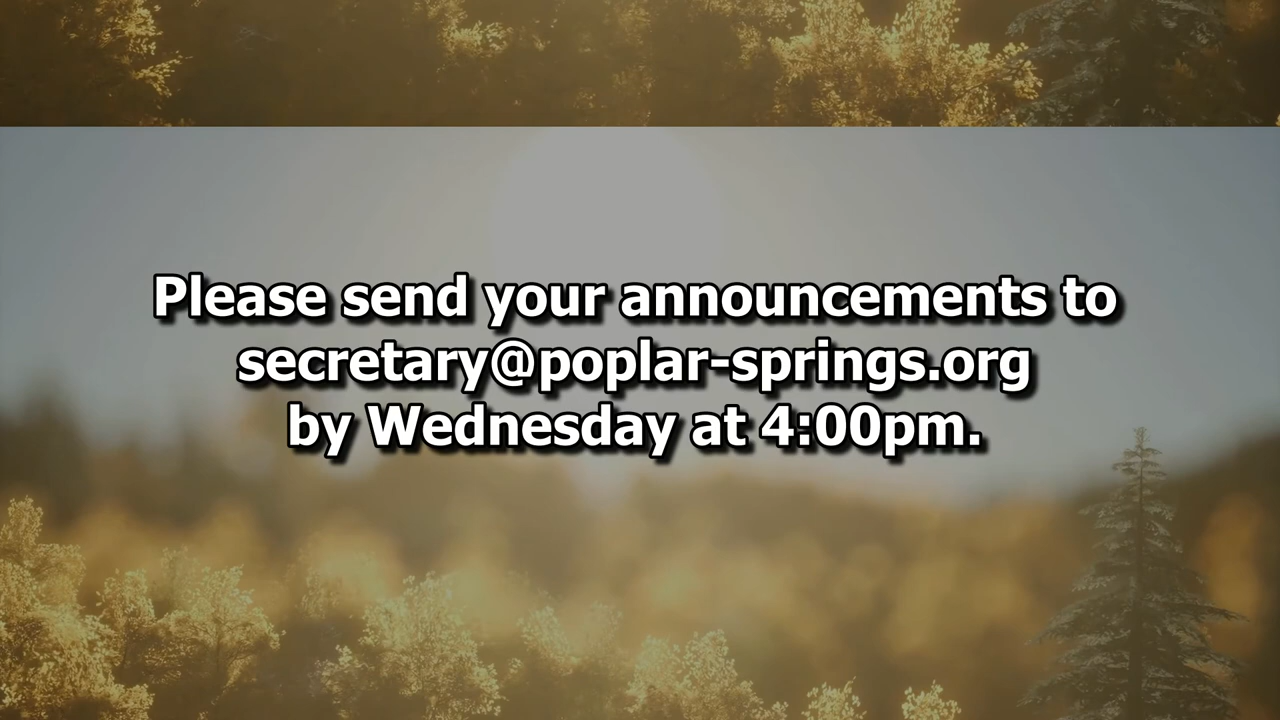 Please send your announcements to
secretary@poplar-springs.org
by Wednesday at 4:00pm.